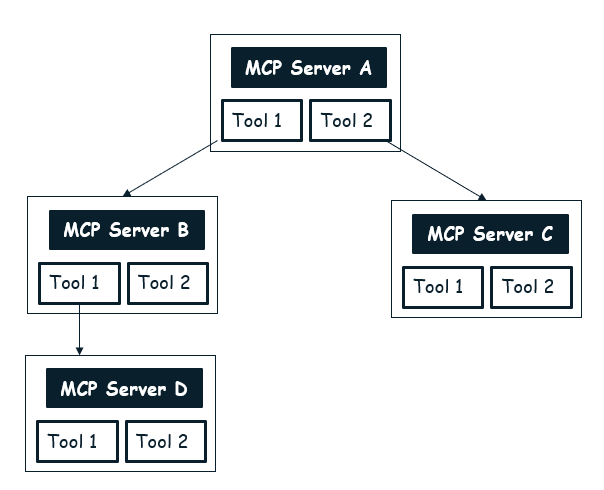 MCP Server A
Tool 1
Tool 2
MCP Server B
Tool 1
Tool 2
MCP Server C
Tool 1
Tool 2
MCP Server D
Tool 1
Tool 2